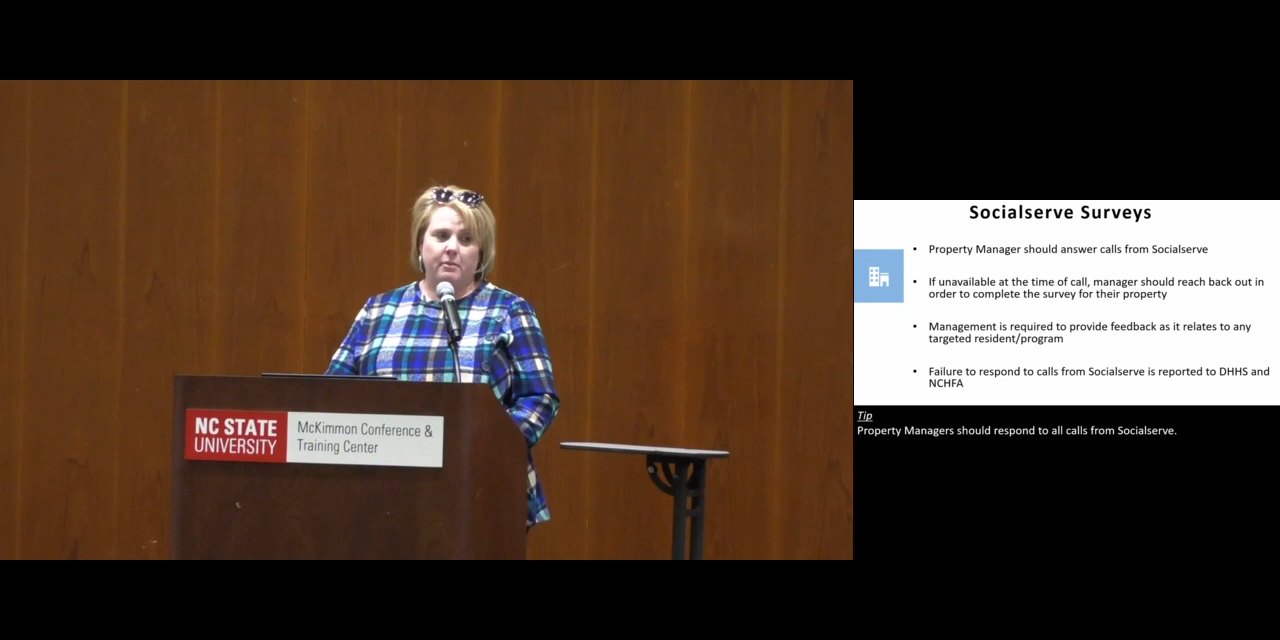 NC STATE
UNIVERSITY
McKimmon Conference &
Training Center
Socialserve Surveys
• Property Manager should answer calls from Socialserve
• If unavailable at the time of call, manager should reach back out in
order to complete the survey for their property
• Management is required to provide feedback as it relates to any
targeted resident/program
• Failure to respond to calls from Socialserve is reported to DHHS and
NCHFA
Tip
Property Managers should respond to all calls from Socialserve.